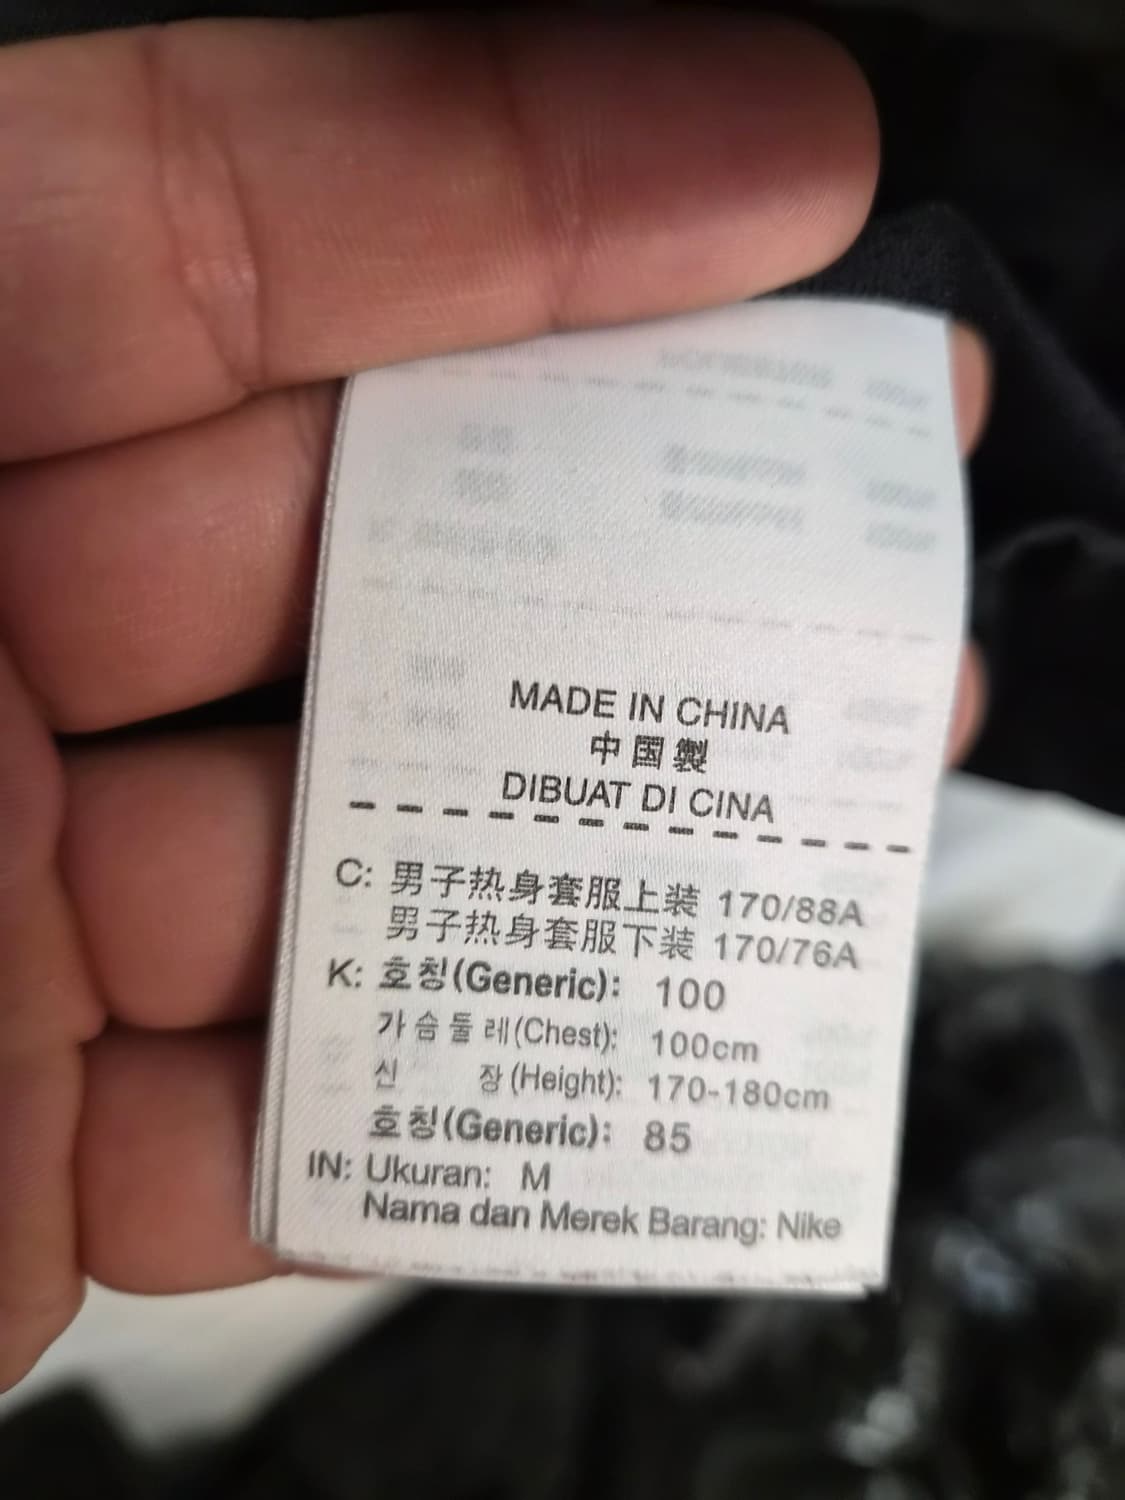 MADE IN CHINA
中国製
DIBUAT DI CINA
C: 男子热身套服上装 170/88A
男子热身套服下装 170/76A
K: 호칭(Generic): 100
가슴둘레(Chest): 100cm
신 장(Height): 170-180cm
호칭(Generic): 85
IN: Ukuran: M
Nama dan Merek Barang: Nike